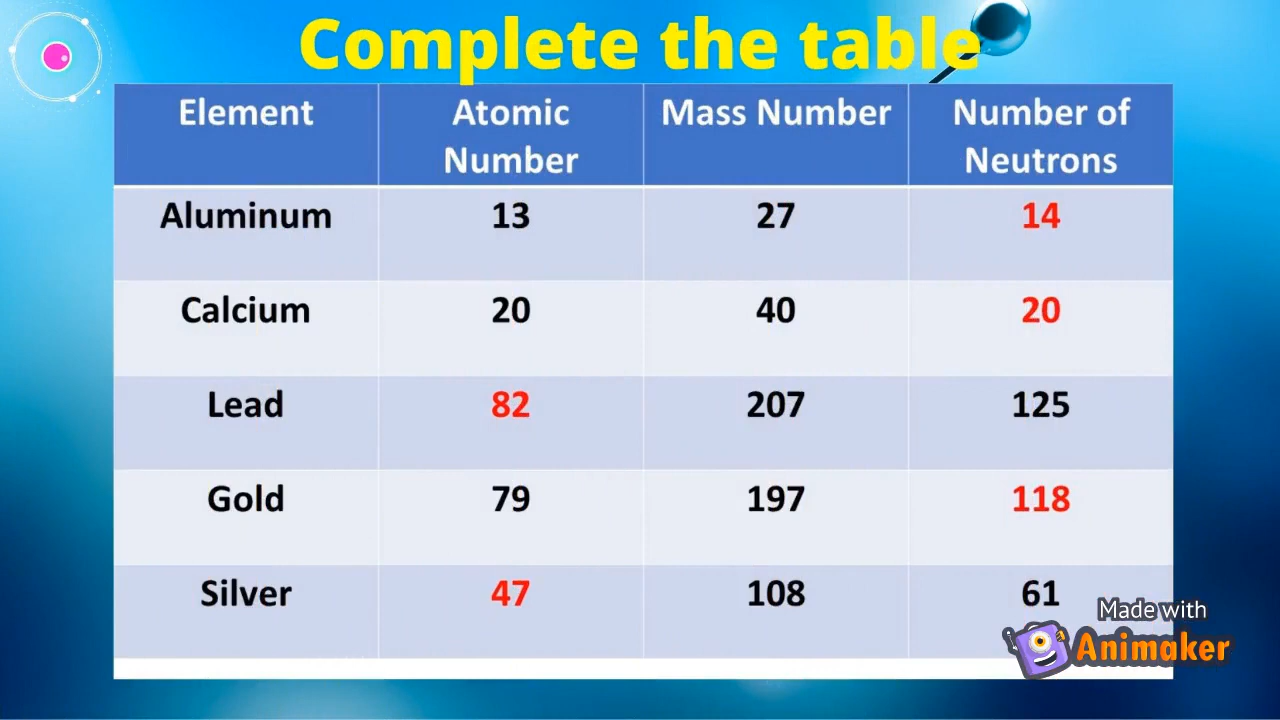 Complete the table
Element Atomic Number Mass Number Number of Neutrons
Aluminum 13 27 14
Calcium 20 40 20
Lead 82 207 125
Gold 79 197 118
Silver 47 108 61
Made with
Animaker